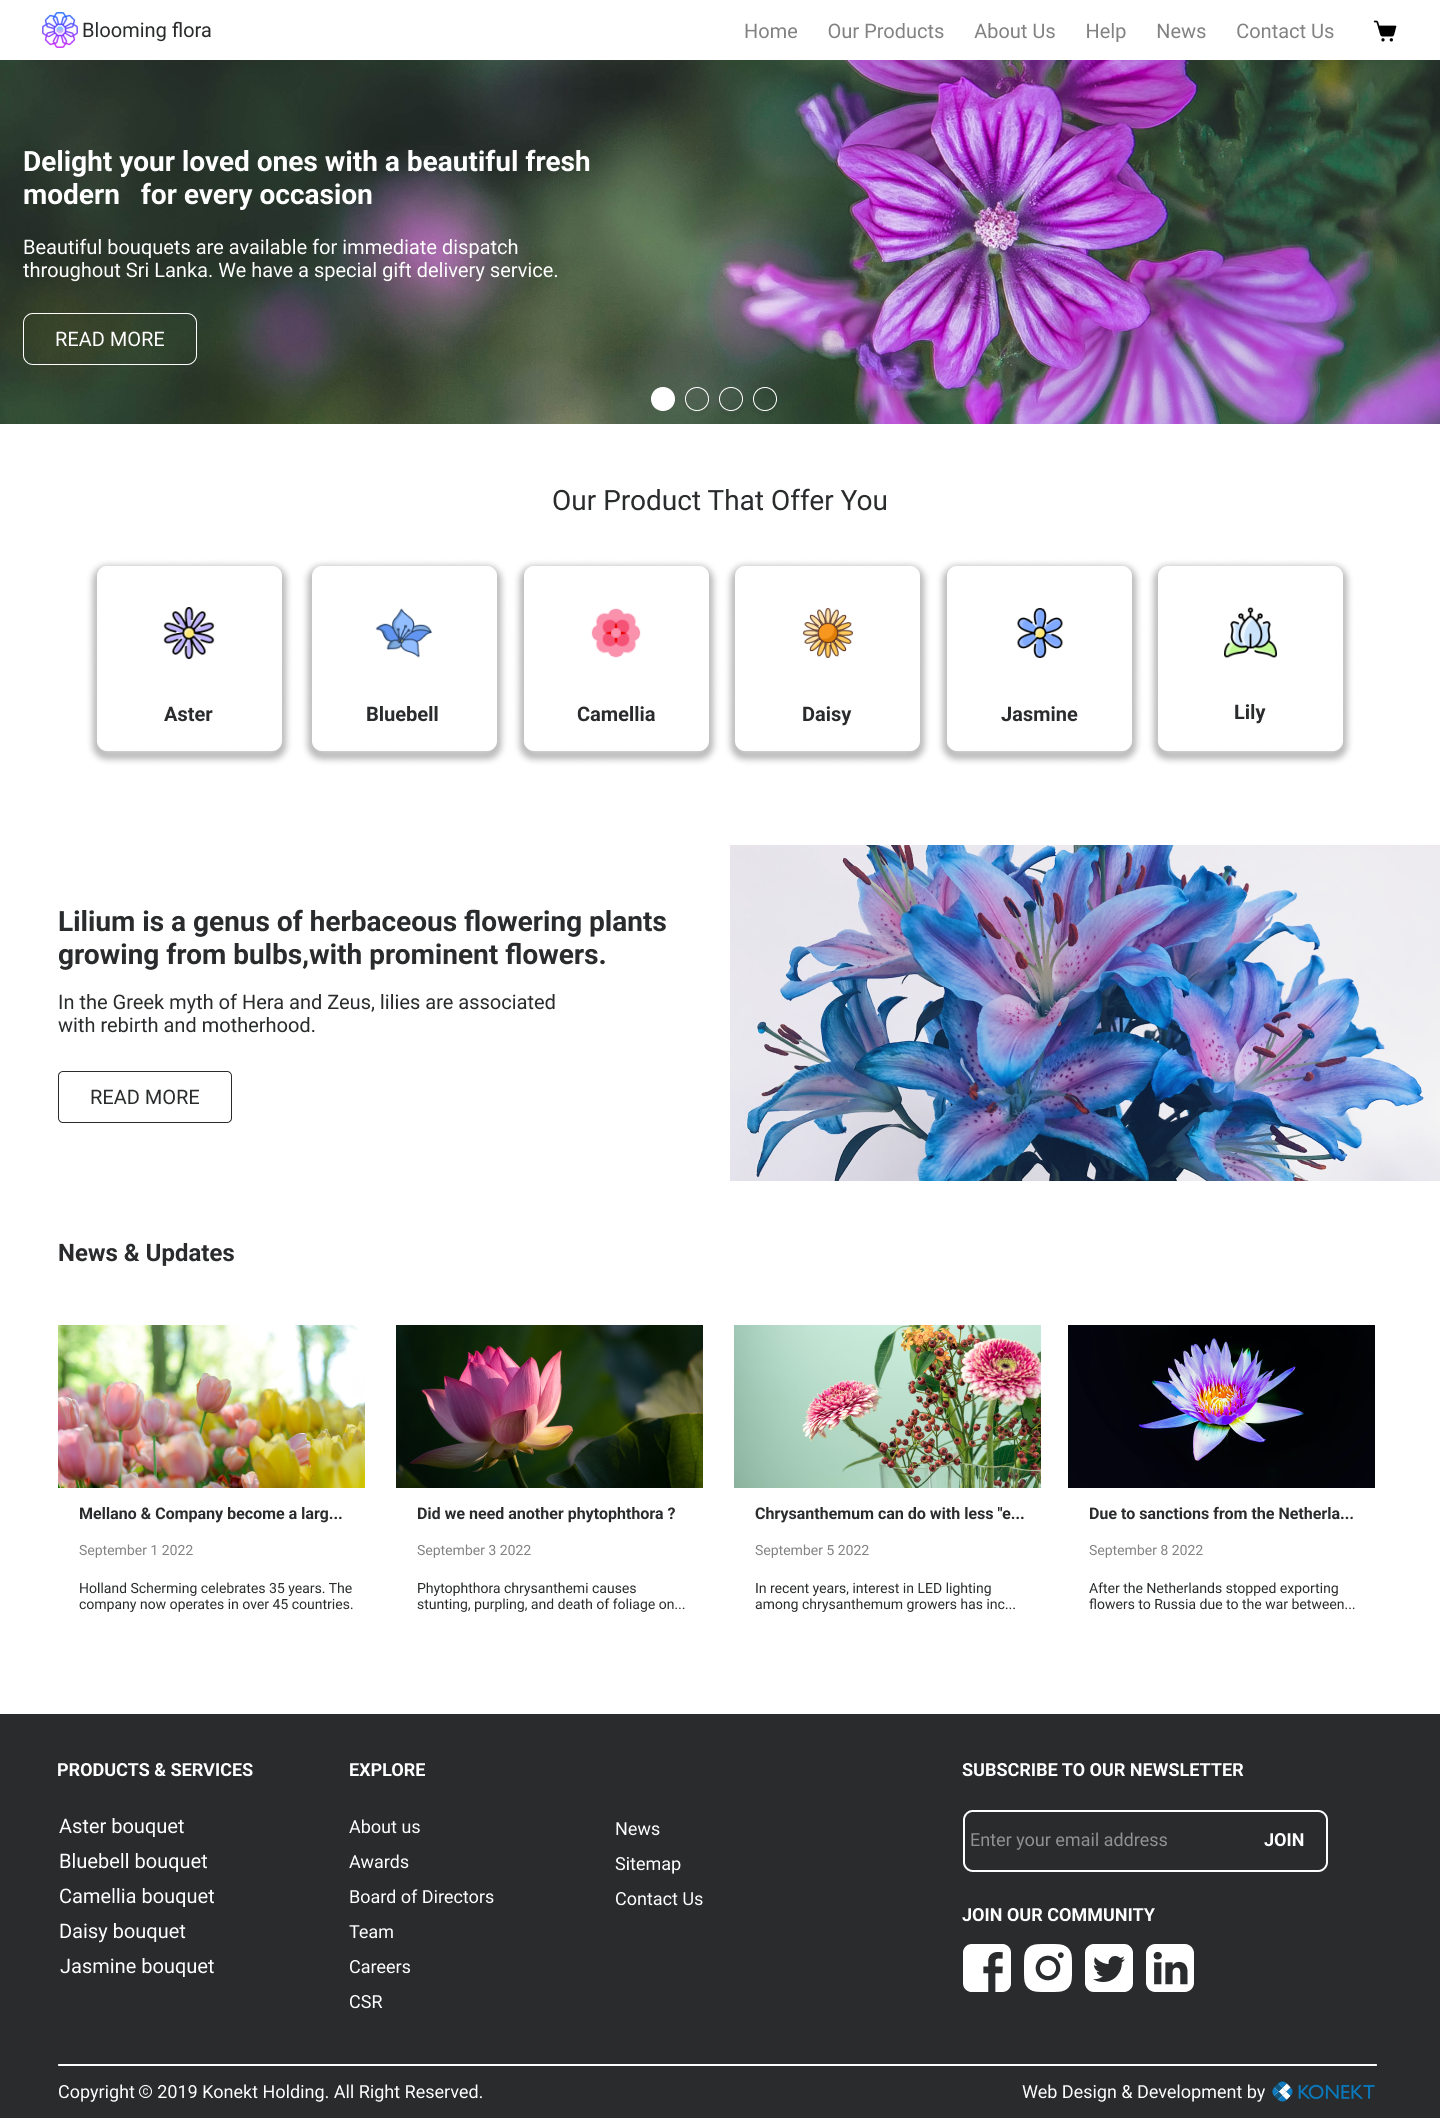 Blooming flora
Home Our Products About Us Help News Contact Us
Delight your loved ones with a beautiful fresh
modern for every occasion
Beautiful bouquets are available for immediate dispatch
throughout Sri Lanka. We have a special gift delivery service.
READ MORE
Our Product That Offer You
Aster
Bluebell
Camellia
Daisy
Jasmine
Lily
Lilium is a genus of herbaceous flowering plants
growing from bulbs,with prominent flowers.
In the Greek myth of Hera and Zeus, lilies are associated
with rebirth and motherhood.
READ MORE
News & Updates
Mellano & Company become a larg...
September 1 2022
Holland Scherming celebrates 35 years. The
company now operates in over 45 countries.
Did we need another phytophthora ?
September 3 2022
Phytophthora chrysanthemi causes
stunting, purpling, and death of foliage on...
Chrysanthemum can do with less "e...
September 5 2022
In recent years, interest in LED lighting
among chrysanthemum growers has inc...
Due to sanctions from the Netherla...
September 8 2022
After the Netherlands stopped exporting
flowers to Russia due to the war between...
PRODUCTS & SERVICES
Aster bouquet
Bluebell bouquet
Camellia bouquet
Daisy bouquet
Jasmine bouquet
EXPLORE
About us
Awards
Board of Directors
Team
Careers
CSR
News
Sitemap
Contact Us
SUBSCRIBE TO OUR NEWSLETTER
Enter your email address JOIN
JOIN OUR COMMUNITY
Copyright © 2019 Konekt Holding. All Right Reserved.
Web Design & Development by KONEKT